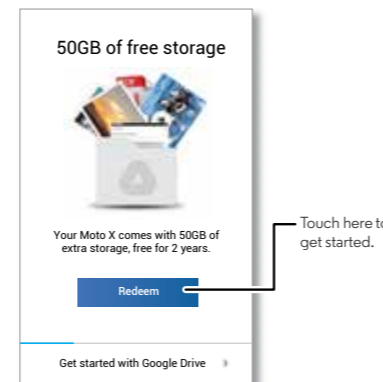 50GB of free storage
Your Moto X comes with 50GB of
extra storage, free for 2 years.
Redeem
Touch here to
get started.
Get started with Google Drive